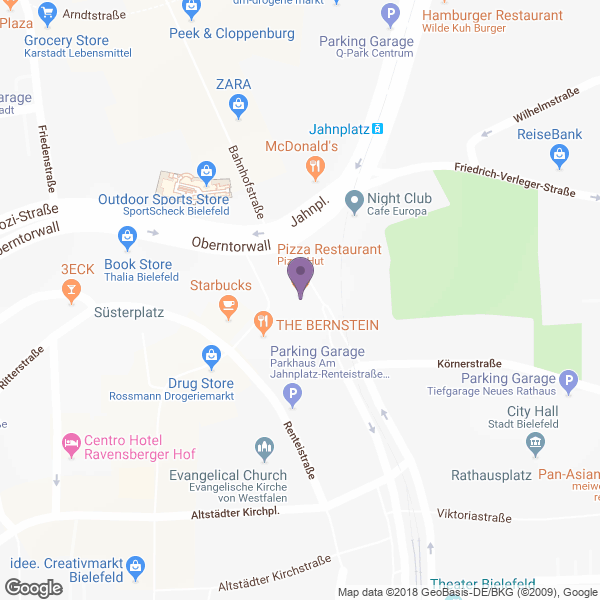 Arndtstraße
dm-drogerie markt
Hamburger Restaurant
Wilde Kuh Burger
Plaza
Grocery Store
Karstadt Lebensmittel
Peek & Cloppenburg
Parking Garage
Q-Park Centrum
ZARA
arage
tadt
Friedenstraße
Bahnhofstraße
Jahnplatz
McDonald's
Wilhelmstraße
ReiseBank
Friedrich-Verleger-Straße
Outdoor Sports Store
SportScheck Bielefeld
Night Club
Cafe Europa
Jahnpl.
ozi-Straße
Oberntorwall
Oberntorwall
Book Store
Thalia Bielefeld
Pizza Restaurant
Pizza Hut
3ECK
Starbucks
Süsterplatz
THE BERNSTEIN
Ritterstraße
Parking Garage
Parkhaus Am
Jahnplatz-Renteistraße...
Körnerstraße
Drug Store
Rossmann Drogeriemarkt
Parking Garage
Tiefgarage Neues Rathaus
City Hall
Stadt Bielefeld
Renteistraße
aße
Centro Hotel
Ravensberger Hof
Evangelical Church
Evangelische Kirche
von Westfalen
Rathausplatz
Pan-Asian
meiwe
re
Altstädter Kirchpl.
Viktoriastraße
idee. Creativmarkt
Bielefeld
Altstädter Kirchstraße
Theater Bielefeld
Google
Map data ©2018 GeoBasis-DE/BKG (©2009), Google